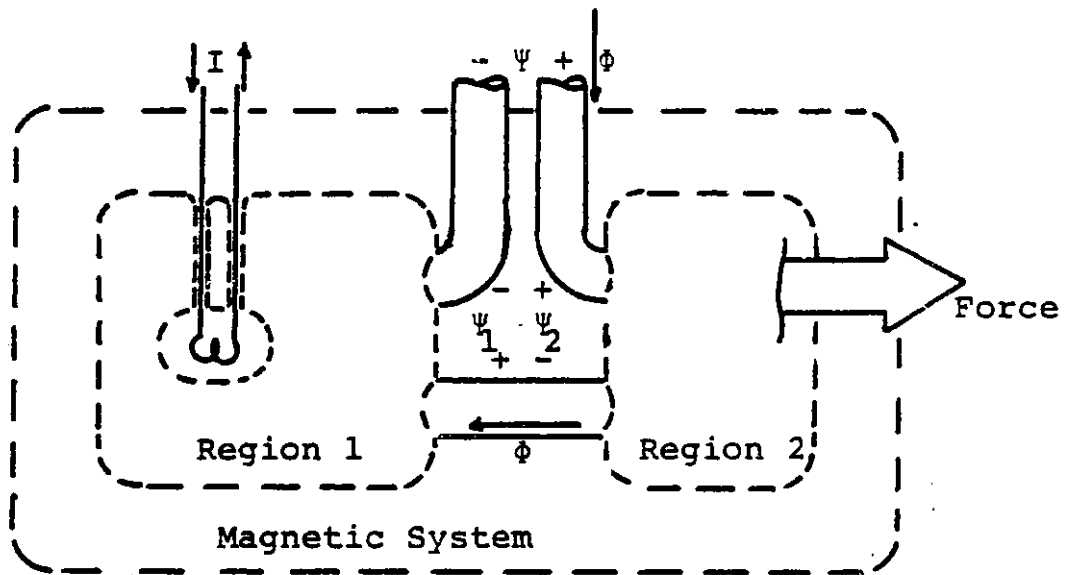 I
- Ψ + Φ
- +
Ψ1 Ψ2
+ -
Force
Region 1
Φ
Region 2
Magnetic System